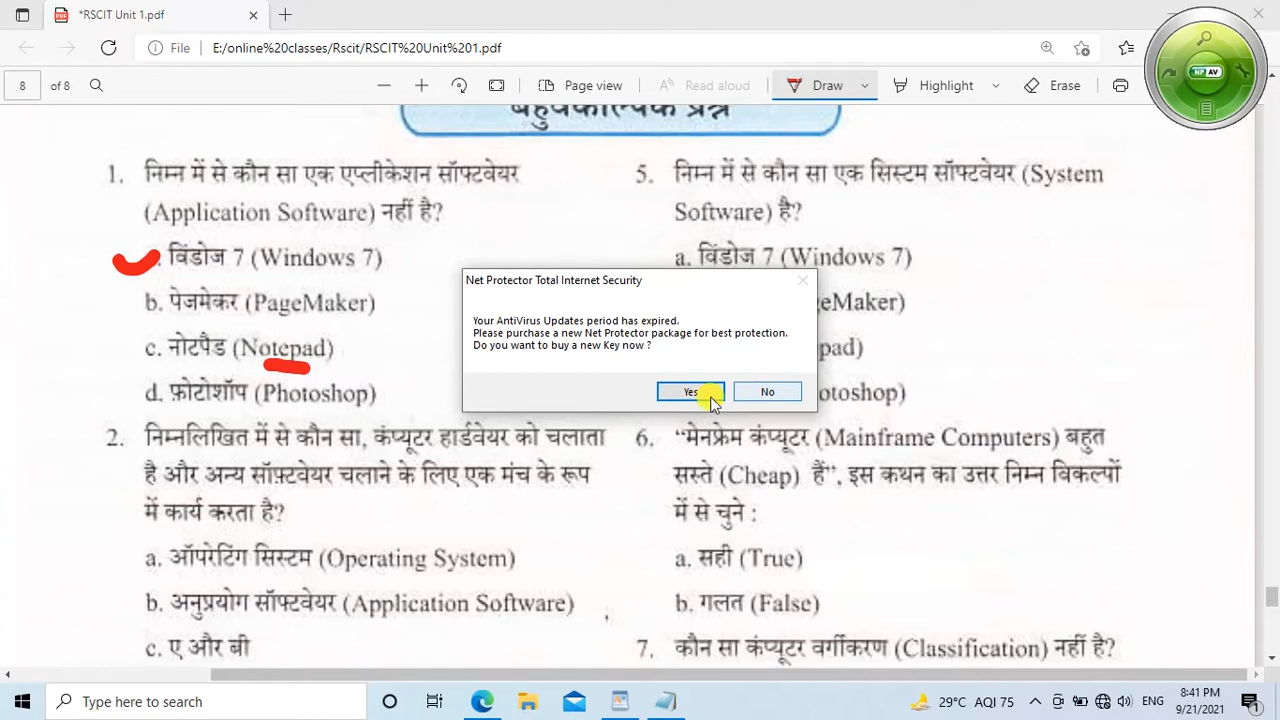 *RSCIT Unit 1.pdf
File
E:/online%20classes/Rscit/RSCIT%20Unit%201.pdf
8 of 8
Page view
Read aloud
Draw
Highlight
Erase
NP AV
बहुविकल्पिक प्रश्न
1. निम्न में से कौन सा एक एप्लीकेशन सॉफ्टवेयर
(Application Software) नहीं है?
. विंडोज 7 (Windows 7)
b. पेजमेकर (PageMaker)
c. नोटपैड (Notepad)
d. फ़ोटोशॉप (Photoshop)
2. निम्नलिखित में से कौन सा, कंप्यूटर हार्डवेयर को चलाता
है और अन्य सॉफ़्टवेयर चलाने के लिए एक मंच के रूप
में कार्य करता है?
a. ऑपरेटिंग सिस्टम (Operating System)
b. अनुप्रयोग सॉफ्टवेयर (Application Software)
c. ए और बी
5. निम्न में से कौन सा एक सिस्टम सॉफ्टवेयर (System
Software) है?
a. विंडोज 7 (Windows 7)
geMaker)
pad)
otoshop)
6. “मेनफ्रेम कंप्यूटर (Mainframe Computers) बहुत
सस्ते (Cheap) हैं”, इस कथन का उत्तर निम्न विकल्पों
में से चुने :
a. सही (True)
b. गलत (False)
7. कौन सा कंप्यूटर वर्गीकरण (Classification) नहीं है?
Net Protector Total Internet Security
Your AntiVirus Updates period has expired.
Please purchase a new Net Protector package for best protection.
Do you want to buy a new Key now ?
Yes
No
Type here to search
29°C AQI 75
ENG
8:41 PM
9/21/2021
1